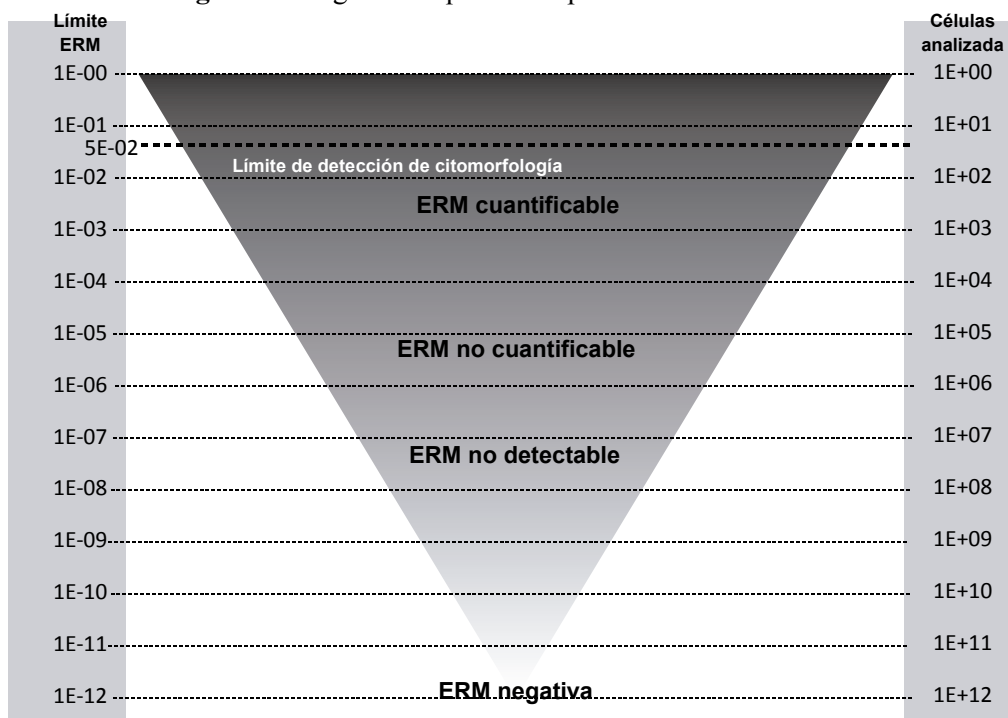 Límite ERM
Células analizada
1E-00
1E+00
1E-01
1E+01
5E-02
Límite de detección de citomorfología
1E-02
1E+02
ERM cuantificable
1E-03
1E+03
1E-04
1E+04
1E-05
1E+05
ERM no cuantificable
1E-06
1E+06
1E-07
1E+07
ERM no detectable
1E-08
1E+08
1E-09
1E+09
1E-10
1E+10
1E-11
1E+11
1E-12
ERM negativa
1E+12